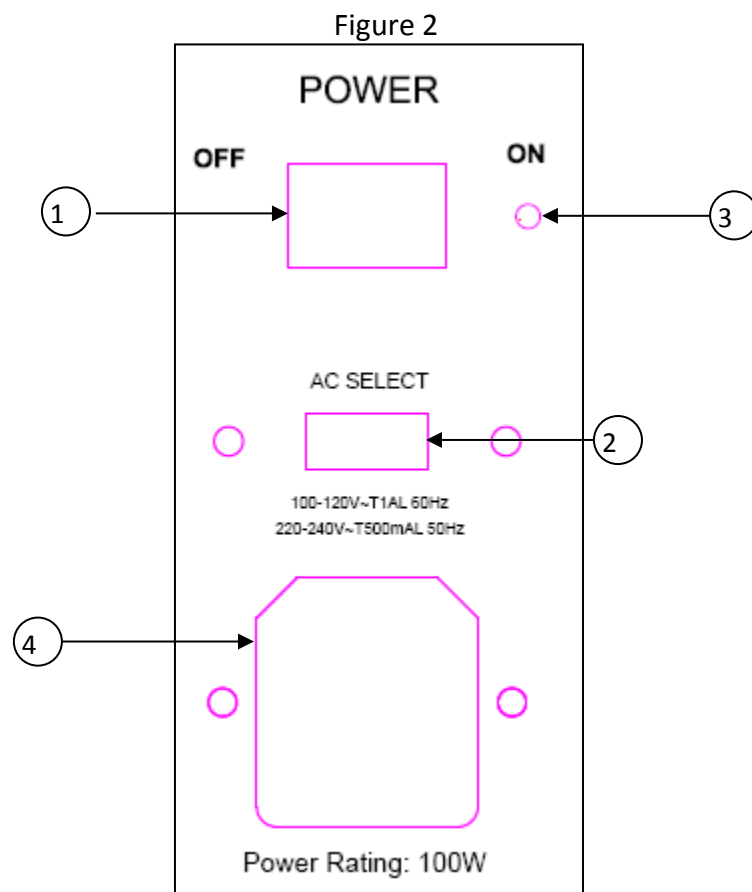 Figure 2
POWER
OFF
ON
1
3
AC SELECT
2
100-120V~T1AL 60Hz
220-240V~T500mAL 50Hz
4
Power Rating: 100W